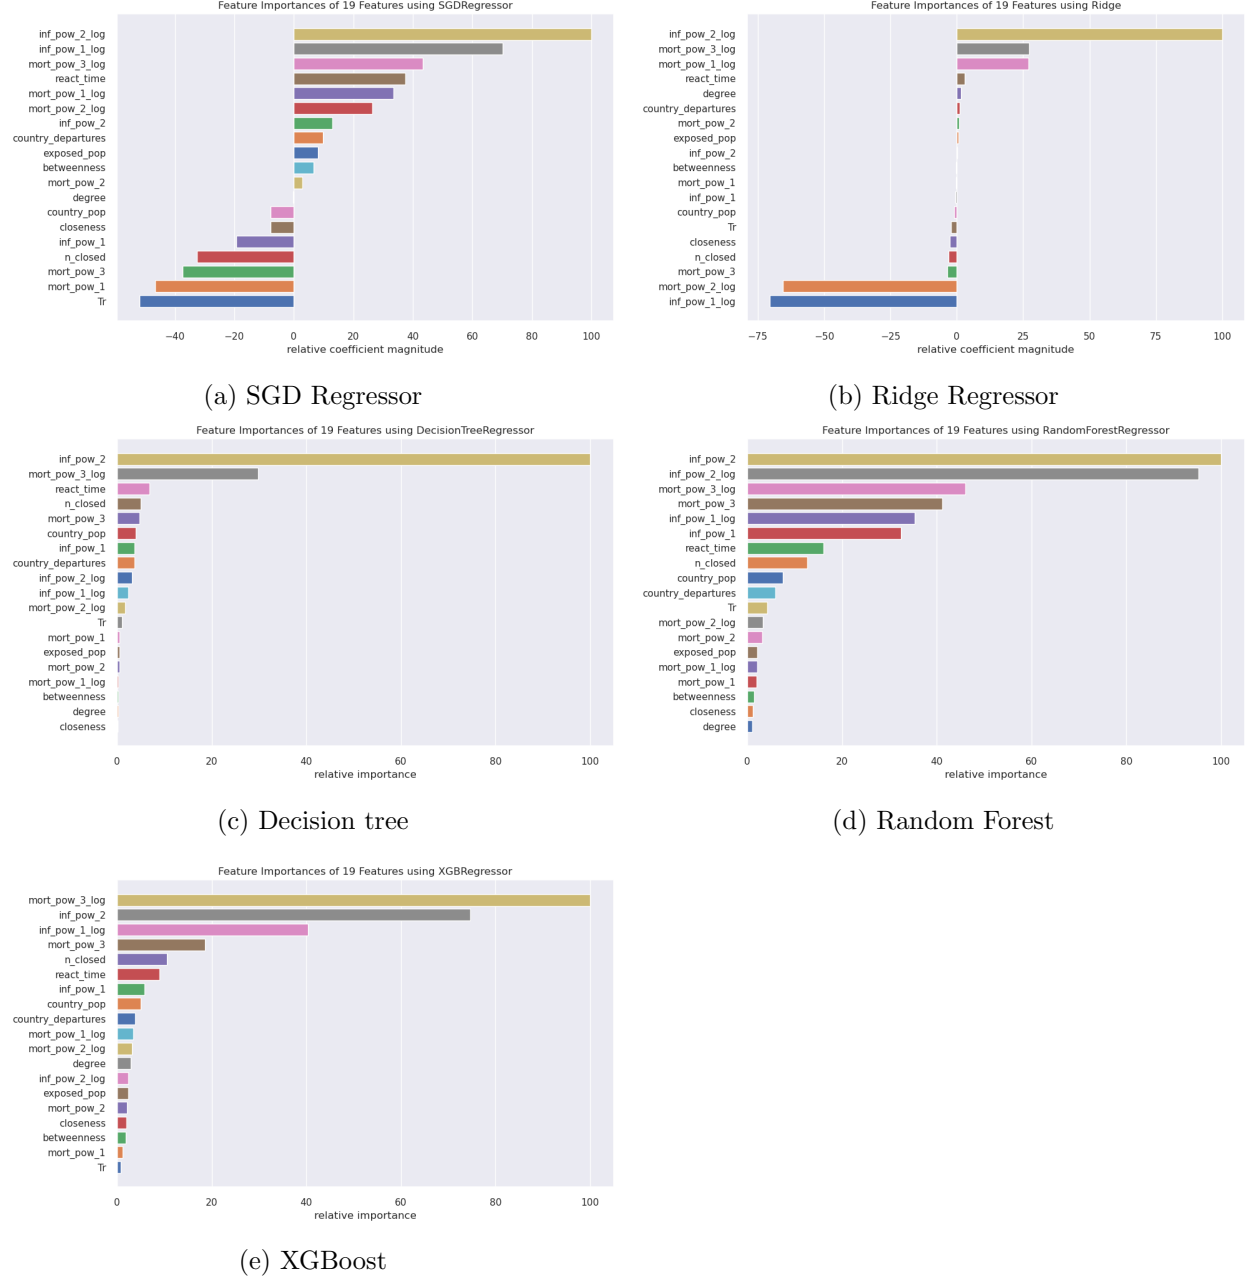 Feature Importances of 19 Features using SGDRegressor
inf_pow_2_log
inf_pow_1_log
mort_pow_3_log
react_time
mort_pow_1_log
mort_pow_2_log
inf_pow_2
country_departures
exposed_pop
betweenness
mort_pow_2
degree
country_pop
closeness
inf_pow_1
n_closed
mort_pow_3
mort_pow_1
Tr
−40 −20 0 20 40 60 80 100
relative coefficient magnitude
(a) SGD Regressor
Feature Importances of 19 Features using Ridge
inf_pow_2_log
mort_pow_3_log
mort_pow_1_log
react_time
degree
country_departures
mort_pow_2
exposed_pop
inf_pow_2
betweenness
mort_pow_1
inf_pow_1
country_pop
Tr
closeness
n_closed
mort_pow_3
mort_pow_2_log
inf_pow_1_log
−75 −50 −25 0 25 50 75 100
relative coefficient magnitude
(b) Ridge Regressor
Feature Importances of 19 Features using DecisionTreeRegressor
inf_pow_2
mort_pow_3_log
react_time
n_closed
mort_pow_3
country_pop
inf_pow_1
country_departures
inf_pow_2_log
inf_pow_1_log
mort_pow_2_log
Tr
mort_pow_1
exposed_pop
mort_pow_2
mort_pow_1_log
betweenness
degree
closeness
0 20 40 60 80 100
relative importance
(c) Decision tree
Feature Importances of 19 Features using RandomForestRegressor
inf_pow_2
inf_pow_2_log
mort_pow_3_log
mort_pow_3
inf_pow_1_log
inf_pow_1
react_time
n_closed
country_pop
country_departures
Tr
mort_pow_2_log
mort_pow_2
exposed_pop
mort_pow_1_log
mort_pow_1
betweenness
closeness
degree
0 20 40 60 80 100
relative importance
(d) Random Forest
Feature Importances of 19 Features using XGBRegressor
mort_pow_3_log
inf_pow_2
inf_pow_1_log
mort_pow_3
n_closed
react_time
inf_pow_1
country_pop
country_departures
mort_pow_1_log
mort_pow_2_log
degree
inf_pow_2_log
exposed_pop
mort_pow_2
closeness
betweenness
mort_pow_1
Tr
0 20 40 60 80 100
relative importance
(e) XGBoost